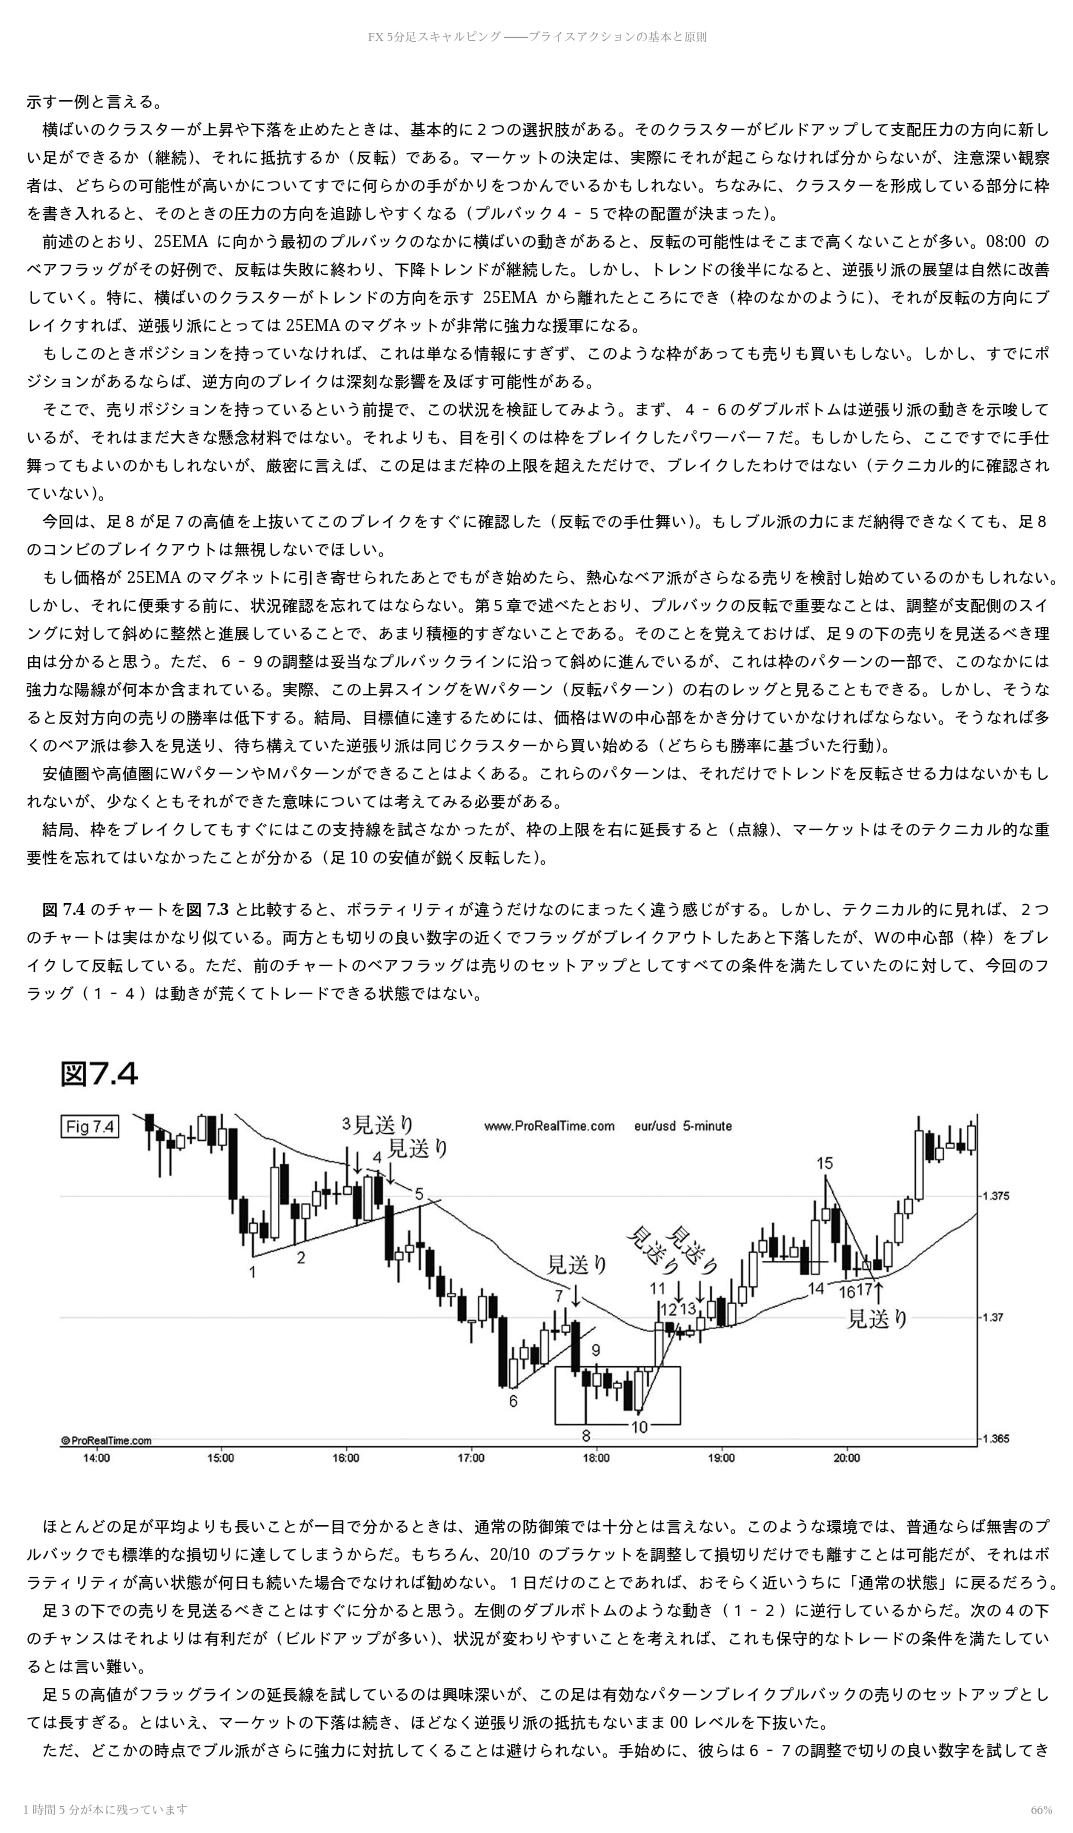 FX 5分足スキャルピング ――プライスアクションの基本と原則
示す一例と言える。
横ばいのクラスターが上昇や下落を止めたときは、基本的に２つの選択肢がある。そのクラスターがビルドアップして支配圧力の方向に新し
い足ができるか（継続）、それに抵抗するか（反転）である。マーケットの決定は、実際にそれが起こらなければ分からないが、注意深い観察
者は、どちらの可能性が高いかについてすでに何らかの手がかりをつかんでいるかもしれない。ちなみに、クラスターを形成している部分に枠
を書き入れると、そのときの圧力の方向を追跡しやすくなる（プルバック４‐５で枠の配置が決まった）。
前述のとおり、25EMA に向かう最初のプルバックのなかに横ばいの動きがあると、反転の可能性はそこまで高くないことが多い。08:00 の
ベアフラッグがその好例で、反転は失敗に終わり、下降トレンドが継続した。しかし、トレンドの後半になると、逆張り派の展望は自然に改善
していく。特に、横ばいのクラスターがトレンドの方向を示す 25EMA から離れたところにでき（枠のなかのように）、それが反転の方向にブ
レイクすれば、逆張り派にとっては 25EMA のマグネットが非常に強力な援軍になる。
もしこのときポジションを持っていなければ、これは単なる情報にすぎず、このような枠があっても売りも買いもしない。しかし、すでにポ
ジションがあるならば、逆方向のブレイクは深刻な影響を及ぼす可能性がある。
そこで、売りポジションを持っているという前提で、この状況を検証してみよう。まず、４‐６のダブルボトムは逆張り派の動きを示唆して
いるが、それはまだ大きな懸念材料ではない。それよりも、目を引くのは枠をブレイクしたパワーバー７だ。もしかしたら、ここですでに手仕
舞ってもよいのかもしれないが、厳密に言えば、この足はまだ枠の上限を超えただけで、ブレイクしたわけではない（テクニカル的に確認され
ていない）。
今回は、足８が足７の高値を上抜いてこのブレイクをすぐに確認した（反転での手仕舞い）。もしブル派の力にまだ納得できなくても、足８
のコンビのブレイクアウトは無視しないでほしい。
もし価格が 25EMA のマグネットに引き寄せられたあとでもがき始めたら、熱心なベア派がさらなる売りを検討し始めているのかもしれない。
しかし、それに便乗する前に、状況確認を忘れてはならない。第５章で述べたとおり、プルバックの反転で重要なことは、調整が支配側のスイ
ングに対して斜めに整然と進展していることで、あまり積極的すぎないことである。そのことを覚えておけば、足９の下の売りを見送るべき理
由は分かると思う。ただ、６‐９の調整は妥当なプルバックラインに沿って斜めに進んでいるが、これは枠のパターンの一部で、このなかには
強力な陽線が何本か含まれている。実際、この上昇スイングをＷパターン（反転パターン）の右のレッグと見ることもできる。しかし、そうな
ると反対方向の売りの勝率は低下する。結局、目標値に達するためには、価格はＷの中心部をかき分けていかなければならない。そうなれば多
くのベア派は参入を見送り、待ち構えていた逆張り派は同じクラスターから買い始める（どちらも勝率に基づいた行動）。
安値圏や高値圏にＷパターンやＭパターンができることはよくある。これらのパターンは、それだけでトレンドを反転させる力はないかもし
れないが、少なくともそれができた意味については考えてみる必要がある。
結局、枠をブレイクしてもすぐにはこの支持線を試さなかったが、枠の上限を右に延長すると（点線）、マーケットはそのテクニカル的な重
要性を忘れてはいなかったことが分かる（足 10 の安値が鋭く反転した）。
図 7.4 のチャートを図 7.3 と比較すると、ボラティリティが違うだけなのにまったく違う感じがする。しかし、テクニカル的に見れば、２つ
のチャートは実はかなり似ている。両方とも切りの良い数字の近くでフラッグがブレイクアウトしたあと下落したが、Ｗの中心部（枠）をブレ
イクして反転している。ただ、前のチャートのベアフラッグは売りのセットアップとしてすべての条件を満たしていたのに対して、今回のフ
ラッグ（１‐４）は動きが荒くてトレードできる状態ではない。
図7.4
Fig 7.4
www.ProRealTime.com eur/usd 5-minute
3見送り
4見送り
5
15
1.375
1
2
見送り
見送り
見送り
7
11
12
13
14
16
17
見送り
1.37
9
6
8
10
1.365
©ProRealTime.com
14:00 15:00 16:00 17:00 18:00 19:00 20:00
ほとんどの足が平均よりも長いことが一目で分かるときは、通常の防御策では十分とは言えない。このような環境では、普通ならば無害のプ
ルバックでも標準的な損切りに達してしまうからだ。もちろん、20/10 のブラケットを調整して損切りだけでも離すことは可能だが、それはボ
ラティリティが高い状態が何日も続いた場合でなければ勧めない。１日だけのことであれば、おそらく近いうちに「通常の状態」に戻るだろう。
足３の下での売りを見送るべきことはすぐに分かると思う。左側のダブルボトムのような動き（１‐２）に逆行しているからだ。次の４の下
のチャンスはそれよりは有利だが（ビルドアップが多い）、状況が変わりやすいことを考えれば、これも保守的なトレードの条件を満たしてい
るとは言い難い。
足５の高値がフラッグラインの延長線を試しているのは興味深いが、この足は有効なパターンブレイクプルバックの売りのセットアップとし
ては長すぎる。とはいえ、マーケットの下落は続き、ほどなく逆張り派の抵抗もないまま 00 レベルを下抜いた。
ただ、どこかの時点でブル派がさらに強力に対抗してくることは避けられない。手始めに、彼らは６‐７の調整で切りの良い数字を試してき
1 時間 5 分が本に残っています
66%